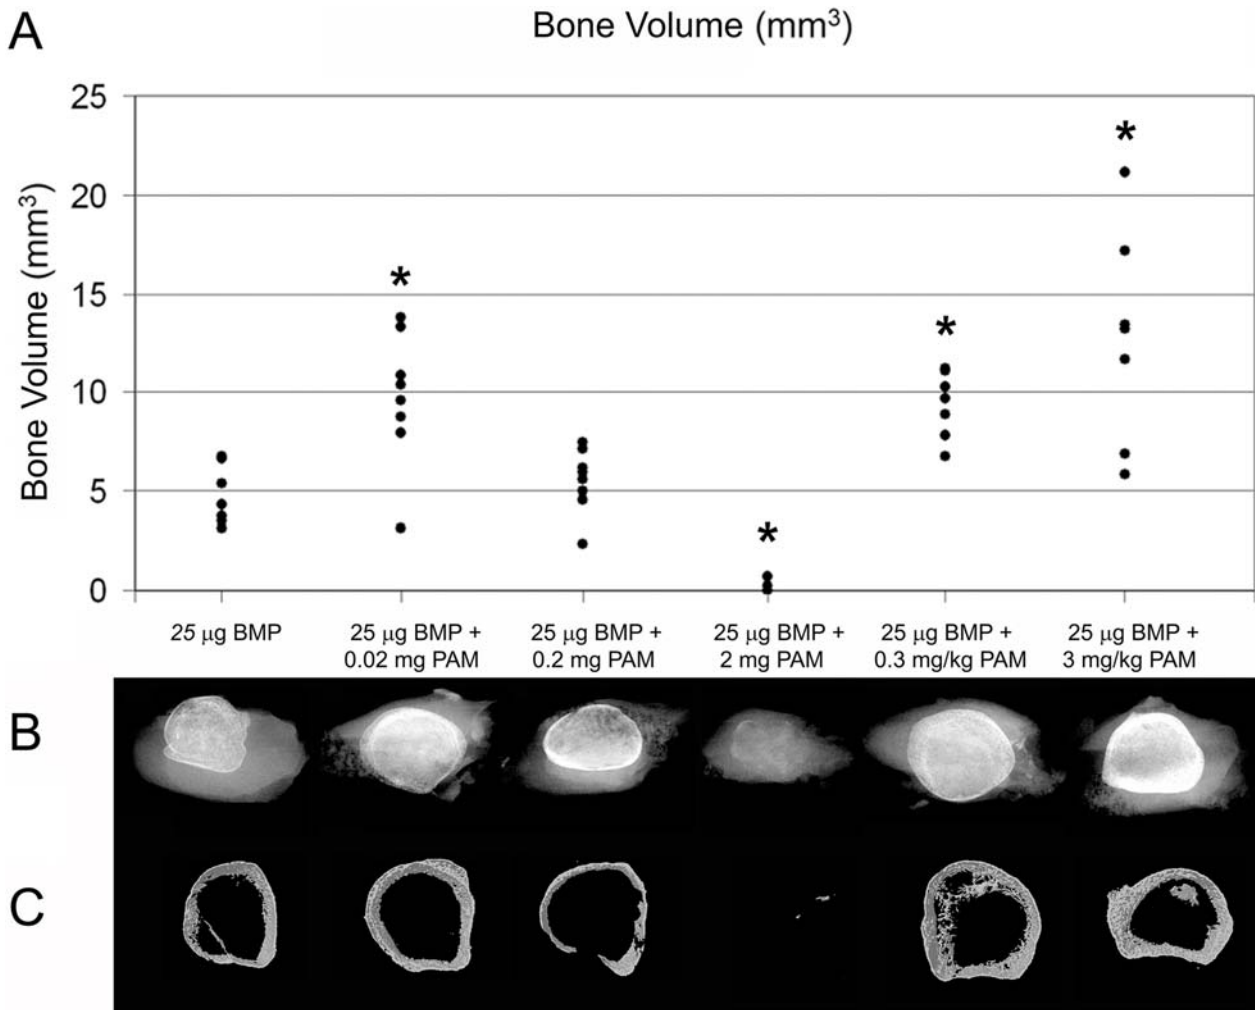 A
Bone Volume (mm³)
Bone Volume (mm³)
25
20
15
10
5
0
*
*
*
*
25 µg BMP
25 µg BMP +
0.02 mg PAM
25 µg BMP +
0.2 mg PAM
25 µg BMP +
2 mg PAM
25 µg BMP +
0.3 mg/kg PAM
25 µg BMP +
3 mg/kg PAM
B
C